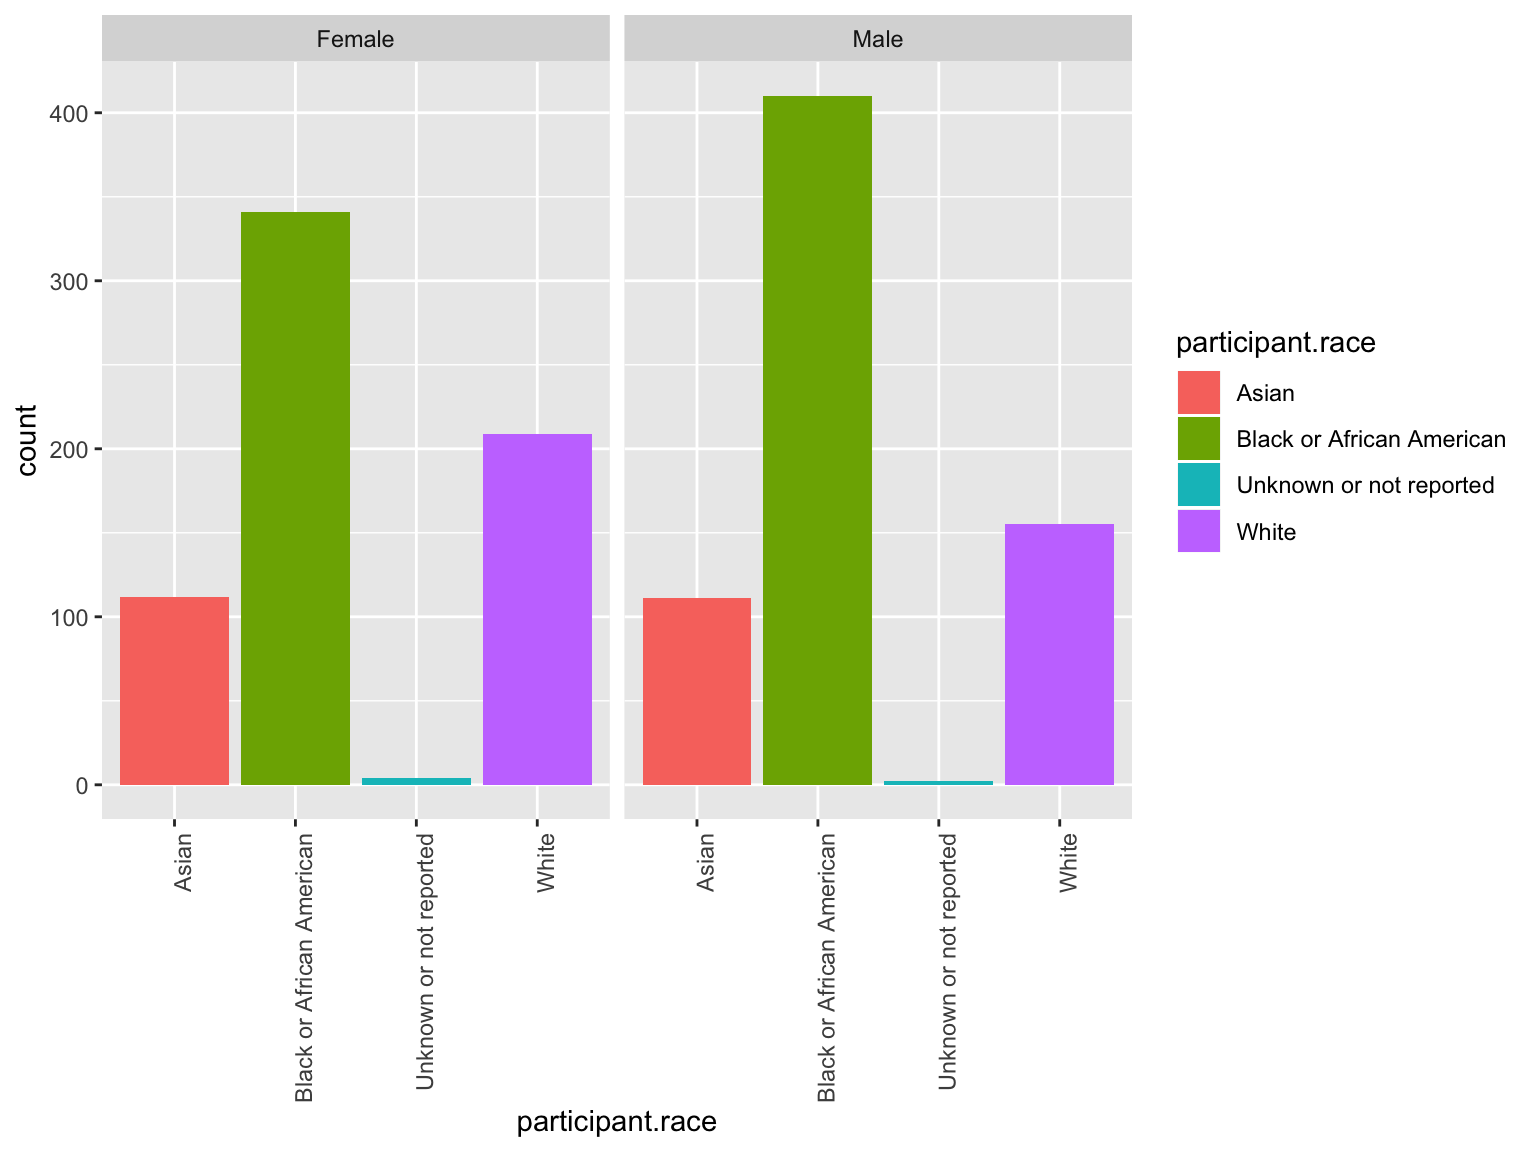 Female
Male
count
400
300
200
100
0
Asian
Black or African American
Unknown or not reported
White
Asian
Black or African American
Unknown or not reported
White
participant.race
participant.race
Asian
Black or African American
Unknown or not reported
White